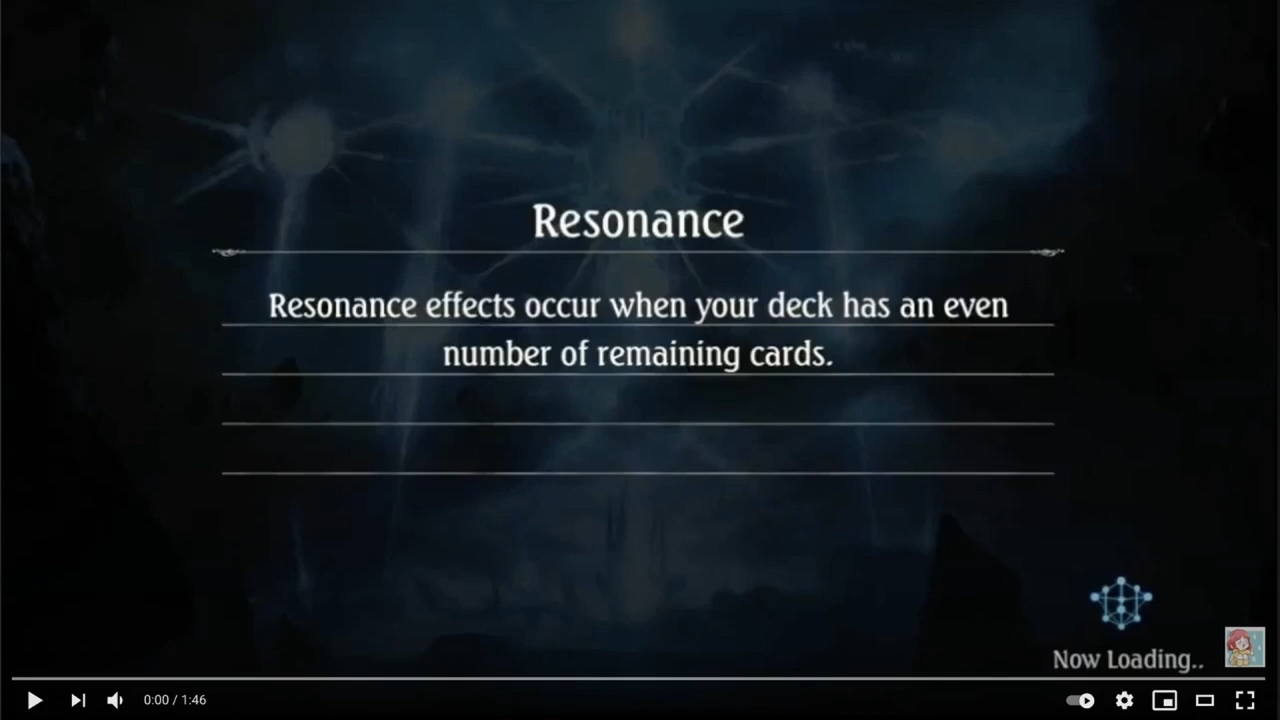 Resonance
Resonance effects occur when your deck has an even
number of remaining cards.
Now Loading..
0:00 / 1:46